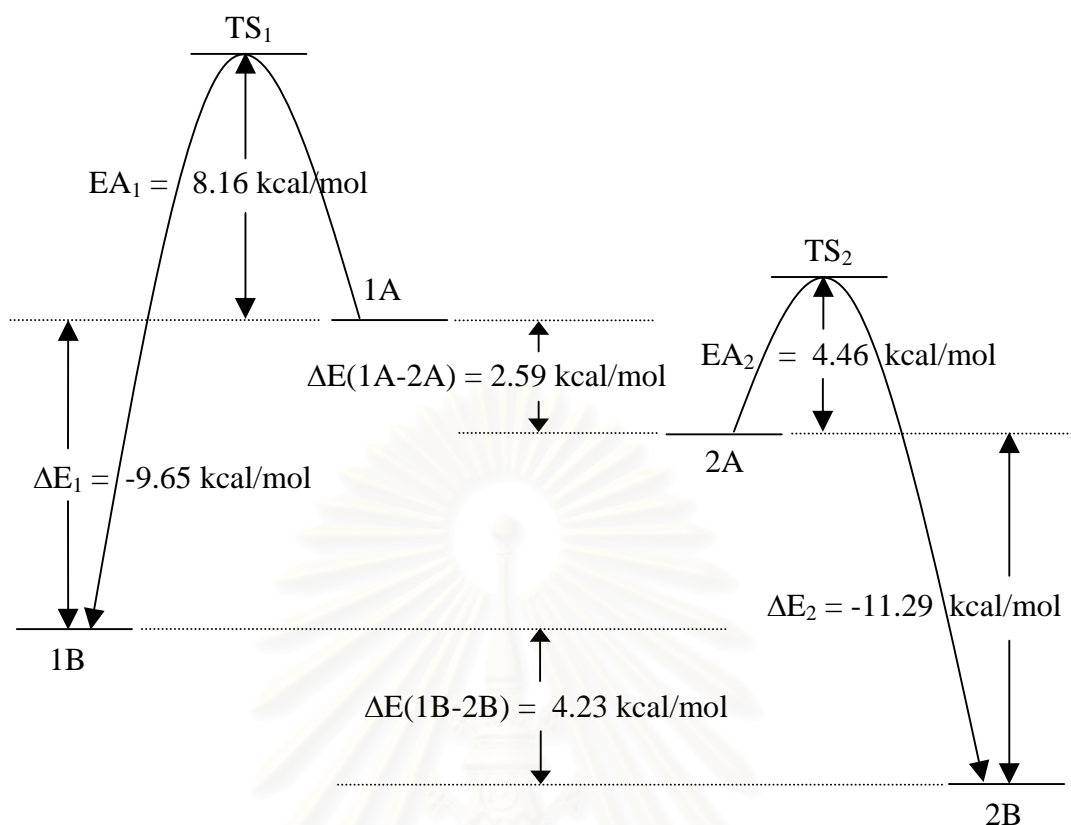 TS₁
EA₁ = 8.16 kcal/mol
TS₂
1A
ΔE(1A-2A) = 2.59 kcal/mol
EA₂ = 4.46 kcal/mol
2A
ΔE₁ = -9.65 kcal/mol
ΔE₂ = -11.29 kcal/mol
1B
ΔE(1B-2B) = 4.23 kcal/mol
2B